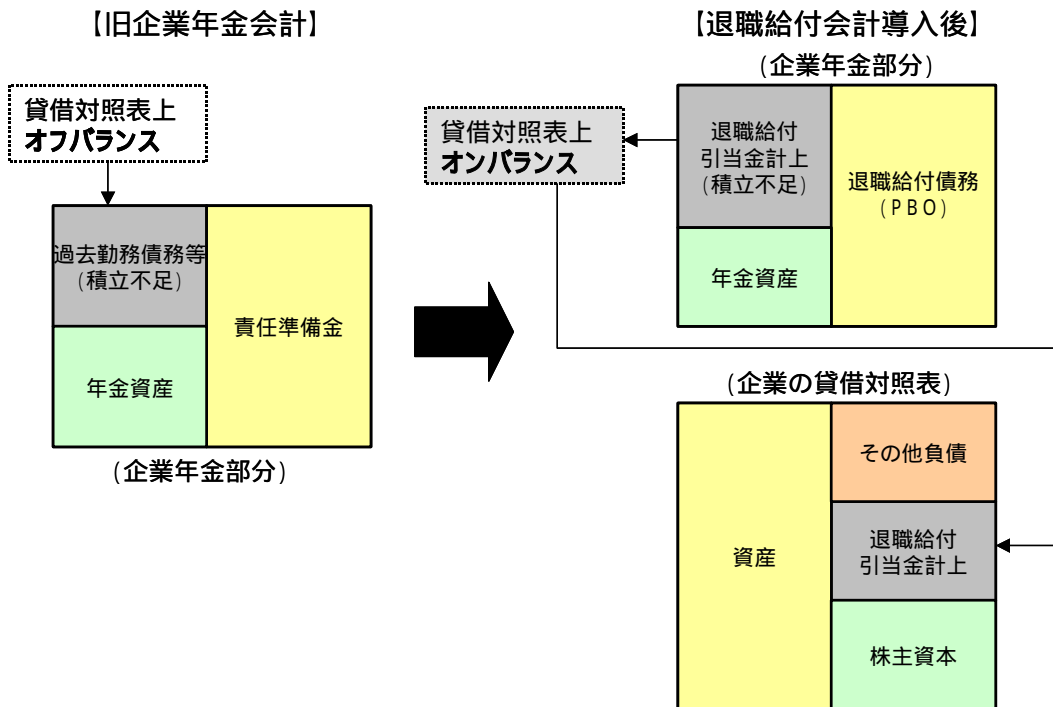 【旧企業年金会計】
貸借対照表上
オフバランス
過去勤務債務等
(積立不足)
責任準備金
年金資産
(企業年金部分)
【退職給付会計導入後】
(企業年金部分)
貸借対照表上
オンバランス
退職給付
引当金計上
(積立不足)
退職給付債務
(PBO)
年金資産
(企業の貸借対照表)
その他負債
資産
退職給付
引当金計上
株主資本